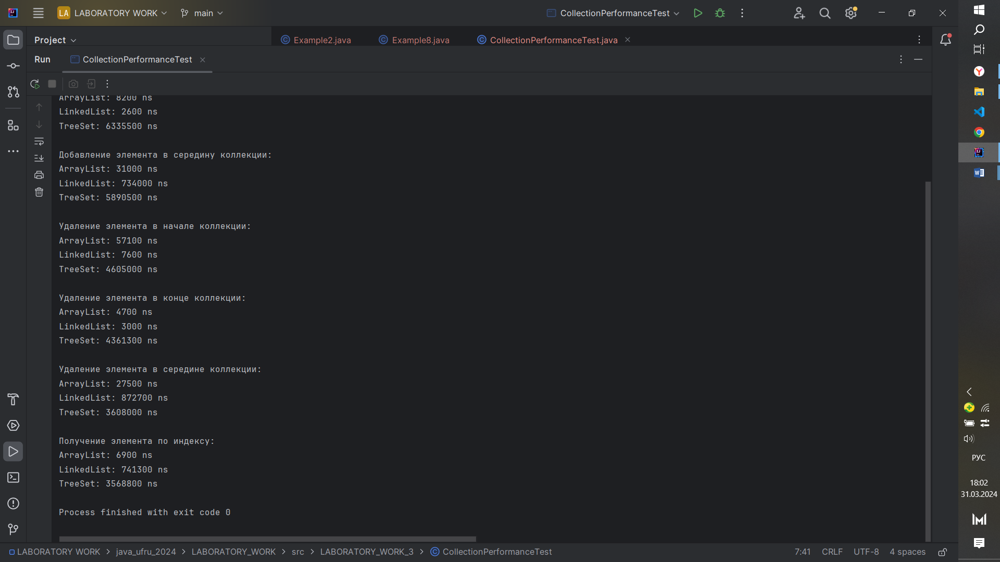 LA LABORATORY WORK main CollectionPerformanceTest
Project Example2.java Example8.java CollectionPerformanceTest.java
Run CollectionPerformanceTest
ArrayList: 8200 ns
LinkedList: 2600 ns
TreeSet: 6335500 ns
Добавление элемента в середину коллекции:
ArrayList: 31000 ns
LinkedList: 734000 ns
TreeSet: 5890500 ns
Удаление элемента в начале коллекции:
ArrayList: 57100 ns
LinkedList: 7600 ns
TreeSet: 4605000 ns
Удаление элемента в конце коллекции:
ArrayList: 4700 ns
LinkedList: 3000 ns
TreeSet: 4361300 ns
Удаление элемента в середине коллекции:
ArrayList: 27500 ns
LinkedList: 872700 ns
TreeSet: 3608000 ns
Получение элемента по индексу:
ArrayList: 6900 ns
LinkedList: 741300 ns
TreeSet: 3568800 ns
Process finished with exit code 0
LABORATORY WORK > java_ufru_2024 > LABORATORY_WORK > src > LABORATORY_WORK_3 > CollectionPerformanceTest
7:41 CRLF UTF-8 4 spaces
РУС
18:02
31.03.2024